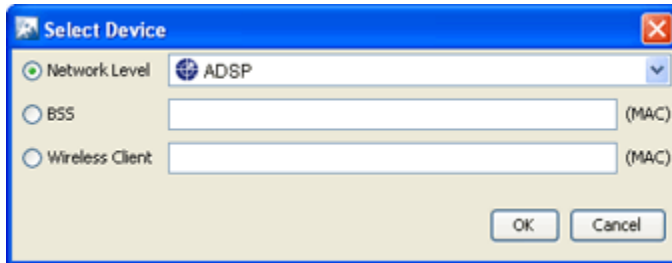 Select Device
Network Level ADSP
BSS (MAC)
Wireless Client (MAC)
OK Cancel